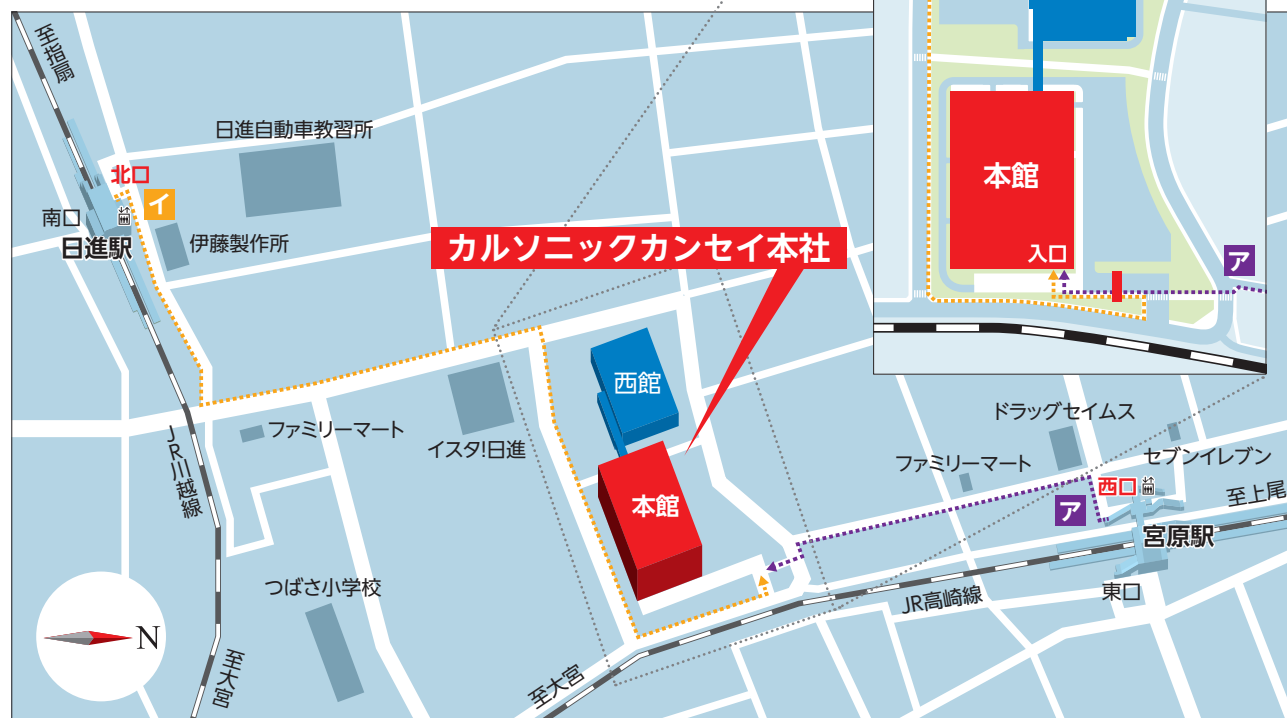 至指扇
日進自動車教習所
北口
イ
南口
日進駅
伊藤製作所
カルソニックカンセイ本社
本館
入口
ア
西館
本館
イスタ!日進
ファミリーマート
JR川越線
つばさ小学校
N
至大宮
ドラッグセイムス
ファミリーマート
セブンイレブン
西口
ア
至上尾
宮原駅
東口
JR高崎線
至大宮